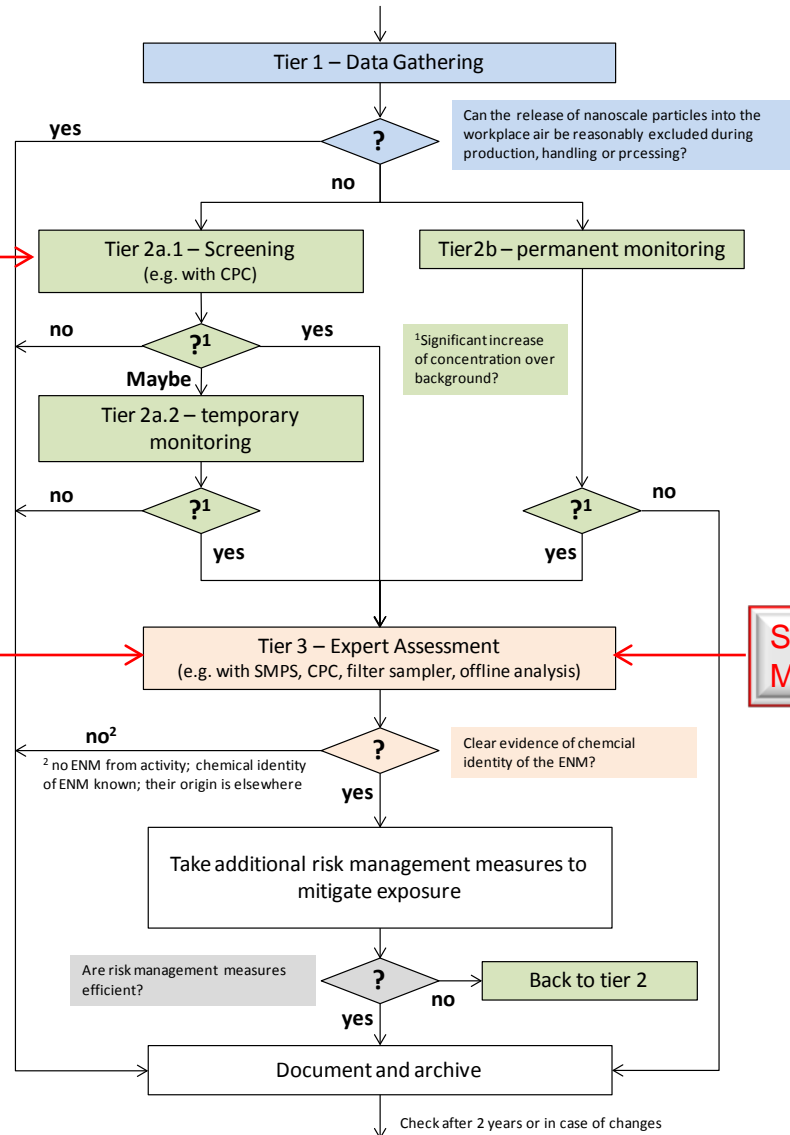 Tier 1 – Data Gathering
Can the release of nanoscale particles into the
workplace air be reasonably excluded during
production, handling or prcessing?
yes
?
no
Tier 2a.1 – Screening
(e.g. with CPC)
Tier2b – permanent monitoring
no
?¹
yes
¹Significant increase
of concentration over
background?
Maybe
Tier 2a.2 – temporary
monitoring
no
?¹
yes
?¹
no
yes
Tier 3 – Expert Assessment
(e.g. with SMPS, CPC, filter sampler, offline analysis)
S
M
no²
² no ENM from activity; chemical identity
of ENM known; their origin is elsewhere
?
Clear evidence of chemcial
identity of the ENM?
yes
Take additional risk management measures to
mitigate exposure
Are risk management measures
efficient?
?
no
Back to tier 2
yes
Document and archive
Check after 2 years or in case of changes